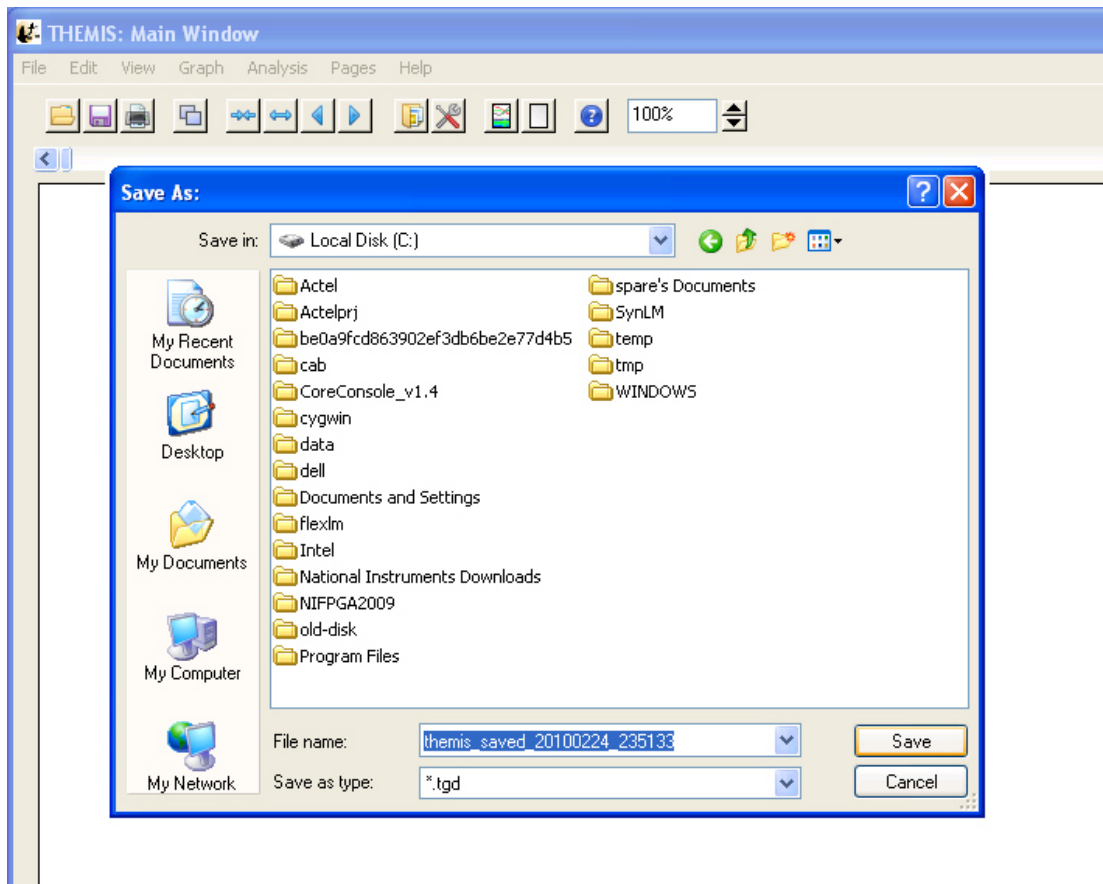 THEMIS: Main Window
File Edit View Graph Analysis Pages Help
100%
Save As:
Save in: Local Disk (C:)
My Recent Documents
Desktop
My Documents
My Computer
My Network
Actel
Actelprj
be0a9fcd863902ef3db6be2e77d4b5
cab
CoreConsole_v1.4
cygwin
data
dell
Documents and Settings
flexlm
Intel
National Instruments Downloads
NIFPGA2009
old-disk
Program Files
spare's Documents
SynLM
temp
tmp
WINDOWS
File name: themis_saved_20100224_235133
Save
Save as type: *.tgd
Cancel